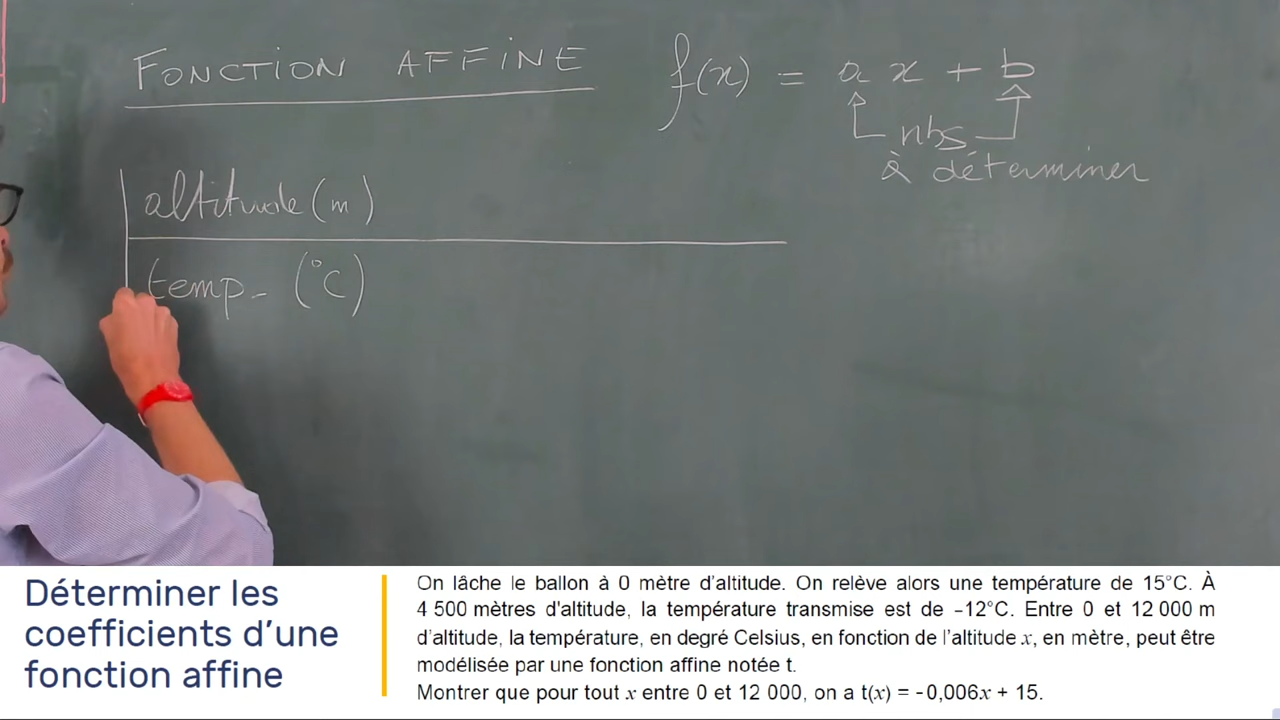 FONCTION AFFINE f(x) = a x + b
nbs
à déterminer
altitude (m)
temp. (°C)
Déterminer les
coefficients d'une
fonction affine
On lâche le ballon à 0 mètre d'altitude. On relève alors une température de 15°C. À
4 500 mètres d'altitude, la température transmise est de −12°C. Entre 0 et 12 000 m
d'altitude, la température, en degré Celsius, en fonction de l'altitude x, en mètre, peut être
modélisée par une fonction affine notée t.
Montrer que pour tout x entre 0 et 12 000, on a t(x) = -0,006x + 15.